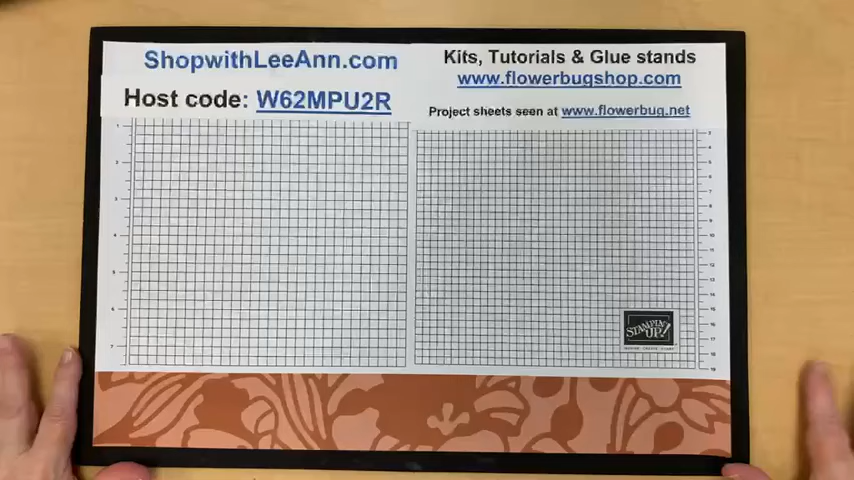 ShopwithLeeAnn.com
Host code: W62MPU2R
Kits, Tutorials & Glue stands
www.flowerbugshop.com
Project sheets seen at www.flowerbug.net
STAMPIN' UP!